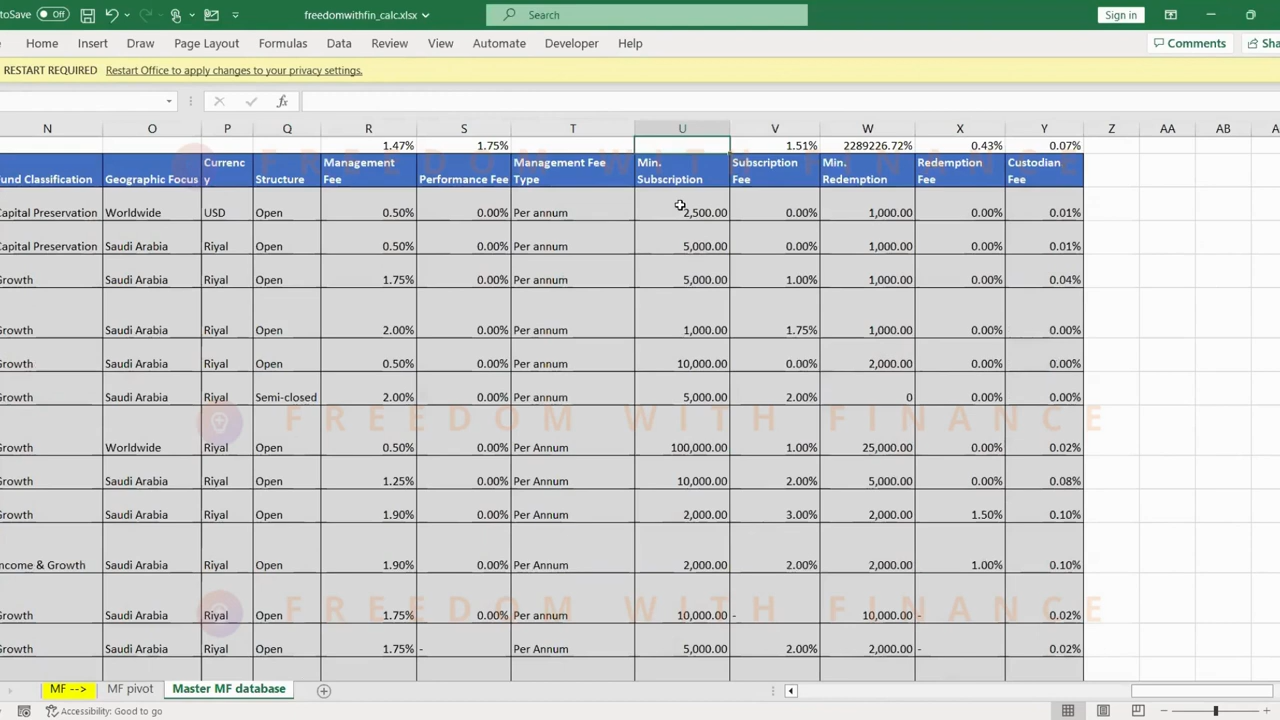 toSave Off freedomwithfin_calc.xlsx Search Sign in
Home Insert Draw Page Layout Formulas Data Review View Automate Developer Help Comments Sha
RESTART REQUIRED Restart Office to apply changes to your privacy settings.
fx
N O P Q R S T U V W X Y Z AA AB A
1.47% 1.75% 1.51% 2289226.72% 0.43% 0.07%
Currenc Management Management Fee Min. Subscription Min. Redemption Custodian
und Classification Geographic Focus y Structure Fee Performance Fee Type Subscription Fee Redemption Fee Fee
Capital Preservation Worldwide USD Open 0.50% 0.00% Per annum 2,500.00 0.00% 1,000.00 0.00% 0.01%
Capital Preservation Saudi Arabia Riyal Open 0.50% 0.00% Per annum 5,000.00 0.00% 1,000.00 0.00% 0.01%
Growth Saudi Arabia Riyal Open 1.75% 0.00% Per annum 5,000.00 1.00% 1,000.00 0.00% 0.04%
Growth Saudi Arabia Riyal Open 2.00% 0.00% Per annum 1,000.00 1.75% 1,000.00 0.00% 0.00%
Growth Saudi Arabia Riyal Open 0.50% 0.00% Per annum 10,000.00 0.00% 2,000.00 0.00% 0.00%
Growth Saudi Arabia Riyal Semi-closed 2.00% 0.00% Per annum 5,000.00 2.00% 0 0.00% 0.00%
FREEDOM WITH FINANCE
Growth Worldwide Riyal Open 0.50% 0.00% Per Annum 100,000.00 1.00% 25,000.00 0.00% 0.02%
Growth Saudi Arabia Riyal Open 1.25% 0.00% Per Annum 10,000.00 2.00% 5,000.00 0.00% 0.08%
Growth Saudi Arabia Riyal Open 1.90% 0.00% Per Annum 2,000.00 3.00% 2,000.00 1.50% 0.10%
ncome & Growth Saudi Arabia Riyal Open 1.90% 0.00% Per Annum 2,000.00 2.00% 2,000.00 1.00% 0.10%
FREEDOM WITH FINANCE
Growth Saudi Arabia Riyal Open 1.75% 0.00% Per annum 10,000.00 - 10,000.00 - 0.02%
Growth Saudi Arabia Riyal Open 1.75% - Per Annum 5,000.00 2.00% 2,000.00 - 0.02%
MF --> MF pivot Master MF database
Accessibility: Good to go